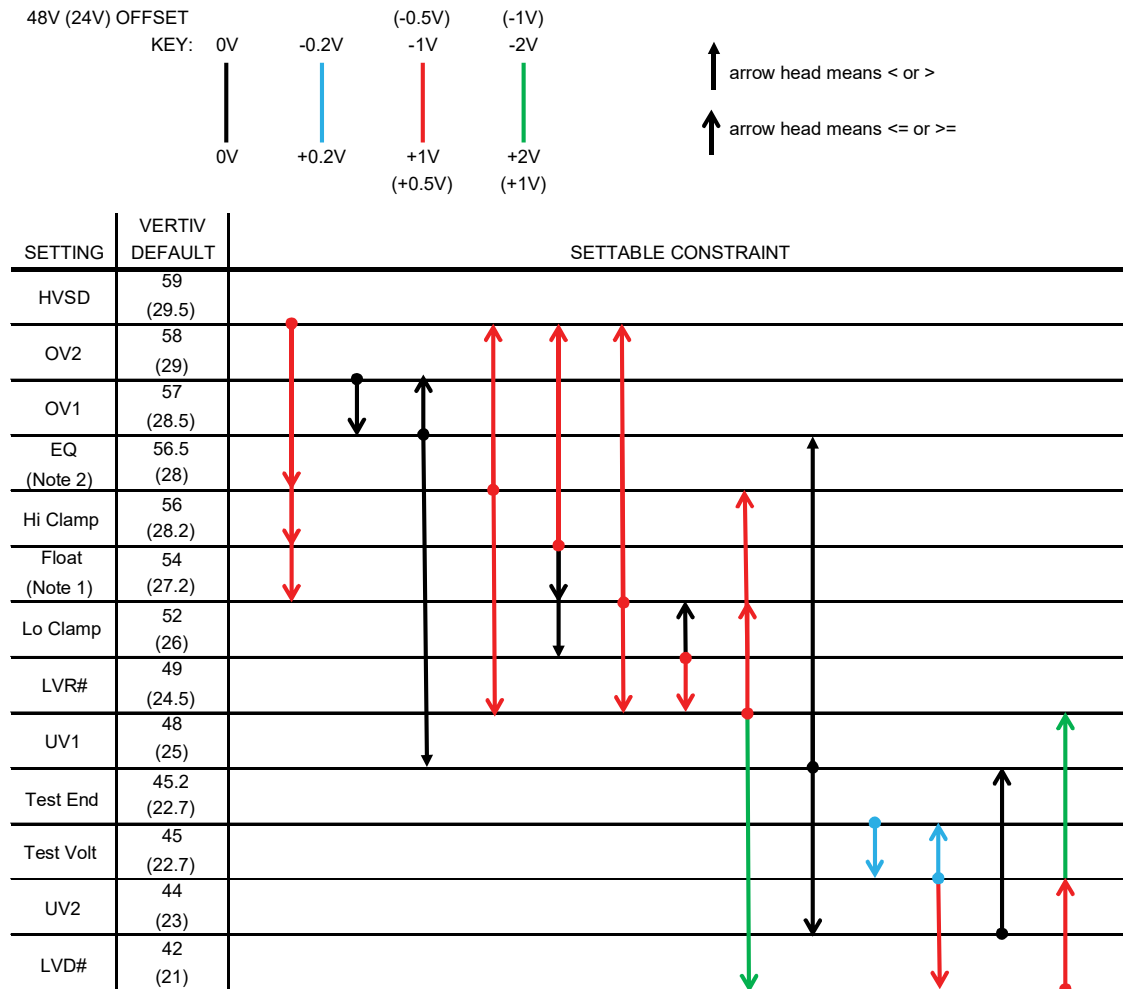 48V (24V) OFFSET (-0.5V) (-1V)
KEY: 0V -0.2V -1V -2V
arrow head means < or >
arrow head means <= or >=
0V +0.2V +1V +2V
(+0.5V) (+1V)
VERTIV
SETTING DEFAULT SETTABLE CONSTRAINT
HVSD 59
(29.5)
OV2 58
(29)
OV1 57
(28.5)
EQ 56.5
(Note 2) (28)
Hi Clamp 56
(28.2)
Float 54
(Note 1) (27.2)
Lo Clamp 52
(26)
LVR# 49
(24.5)
UV1 48
(25)
Test End 45.2
(22.7)
Test Volt 45
(22.7)
UV2 44
(23)
LVD# 42
(21)